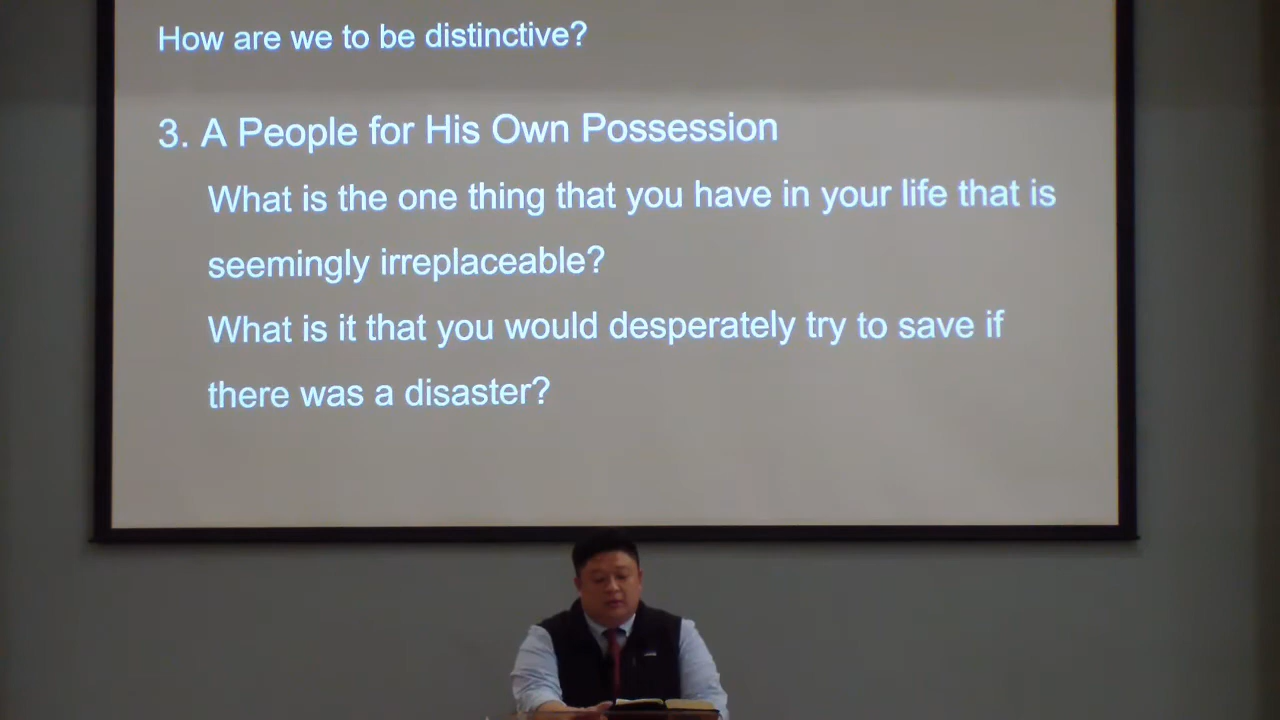 How are we to be distinctive?
3. A People for His Own Possession
What is the one thing that you have in your life that is
seemingly irreplaceable?
What is it that you would desperately try to save if
there was a disaster?